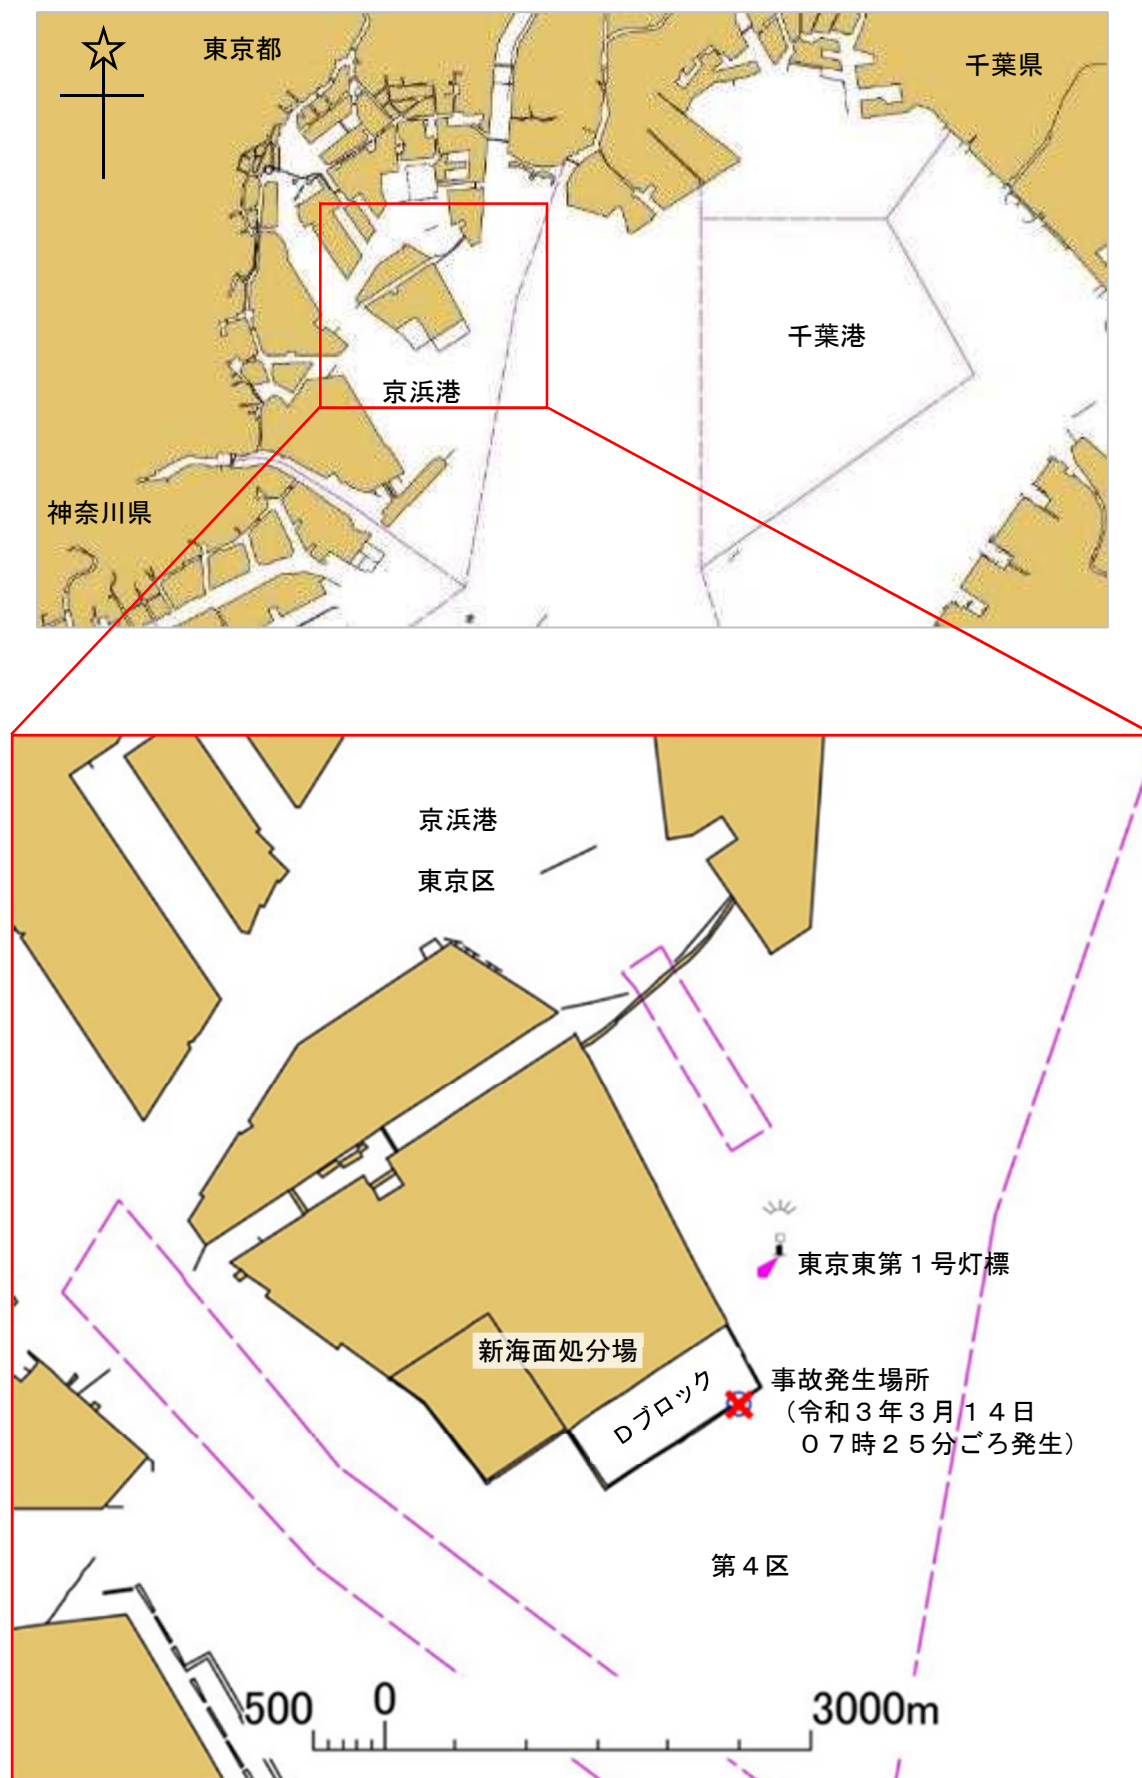 東京都
千葉県
千葉港
京浜港
神奈川県
京浜港
東京区
東京東第１号灯標
新海面処分場
Ｄブロック
事故発生場所
（令和３年３月１４日
０７時２５分ごろ発生）
第４区
500 0 3000m